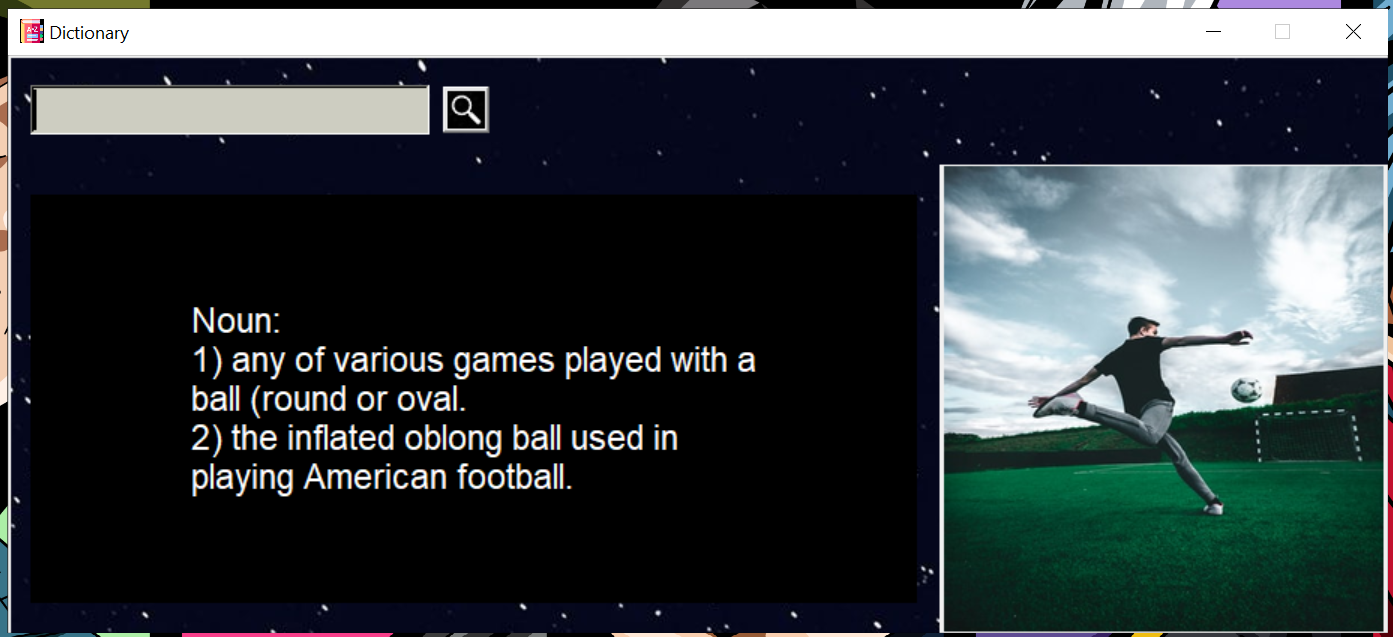 Dictionary
Noun:
1) any of various games played with a
ball (round or oval.
2) the inflated oblong ball used in
playing American football.